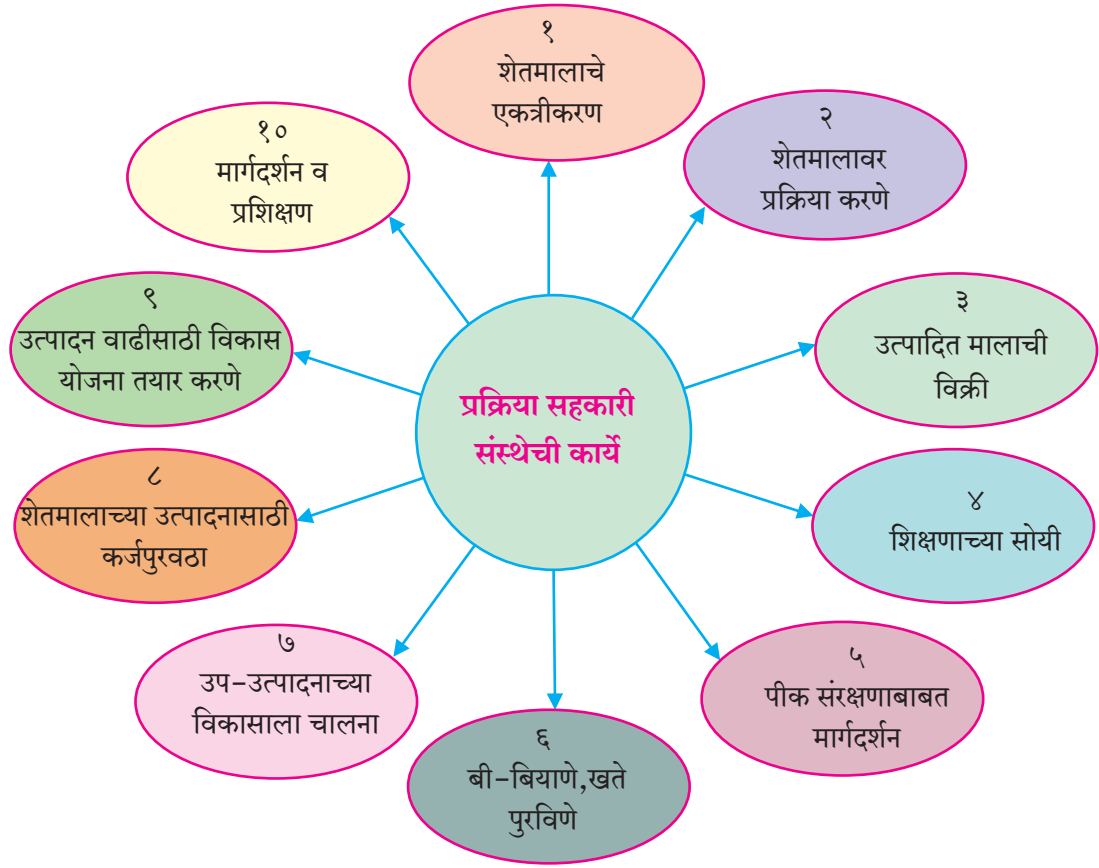 १
शेतमालाचे
एकत्रीकरण
२
शेतमालावर
प्रक्रिया करणे
३
उत्पादित मालाची
विक्री
४
शिक्षणाच्या सोयी
५
पीक संरक्षणाबाबत
मार्गदर्शन
६
बी-बियाणे,खते
पुरविणे
७
उप-उत्पादनाच्या
विकासाला चालना
८
शेतमालाच्या उत्पादनासाठी
कर्जपुरवठा
९
उत्पादन वाढीसाठी विकास
योजना तयार करणे
१०
मार्गदर्शन व
प्रशिक्षण
प्रक्रिया सहकारी
संस्थेची कार्ये